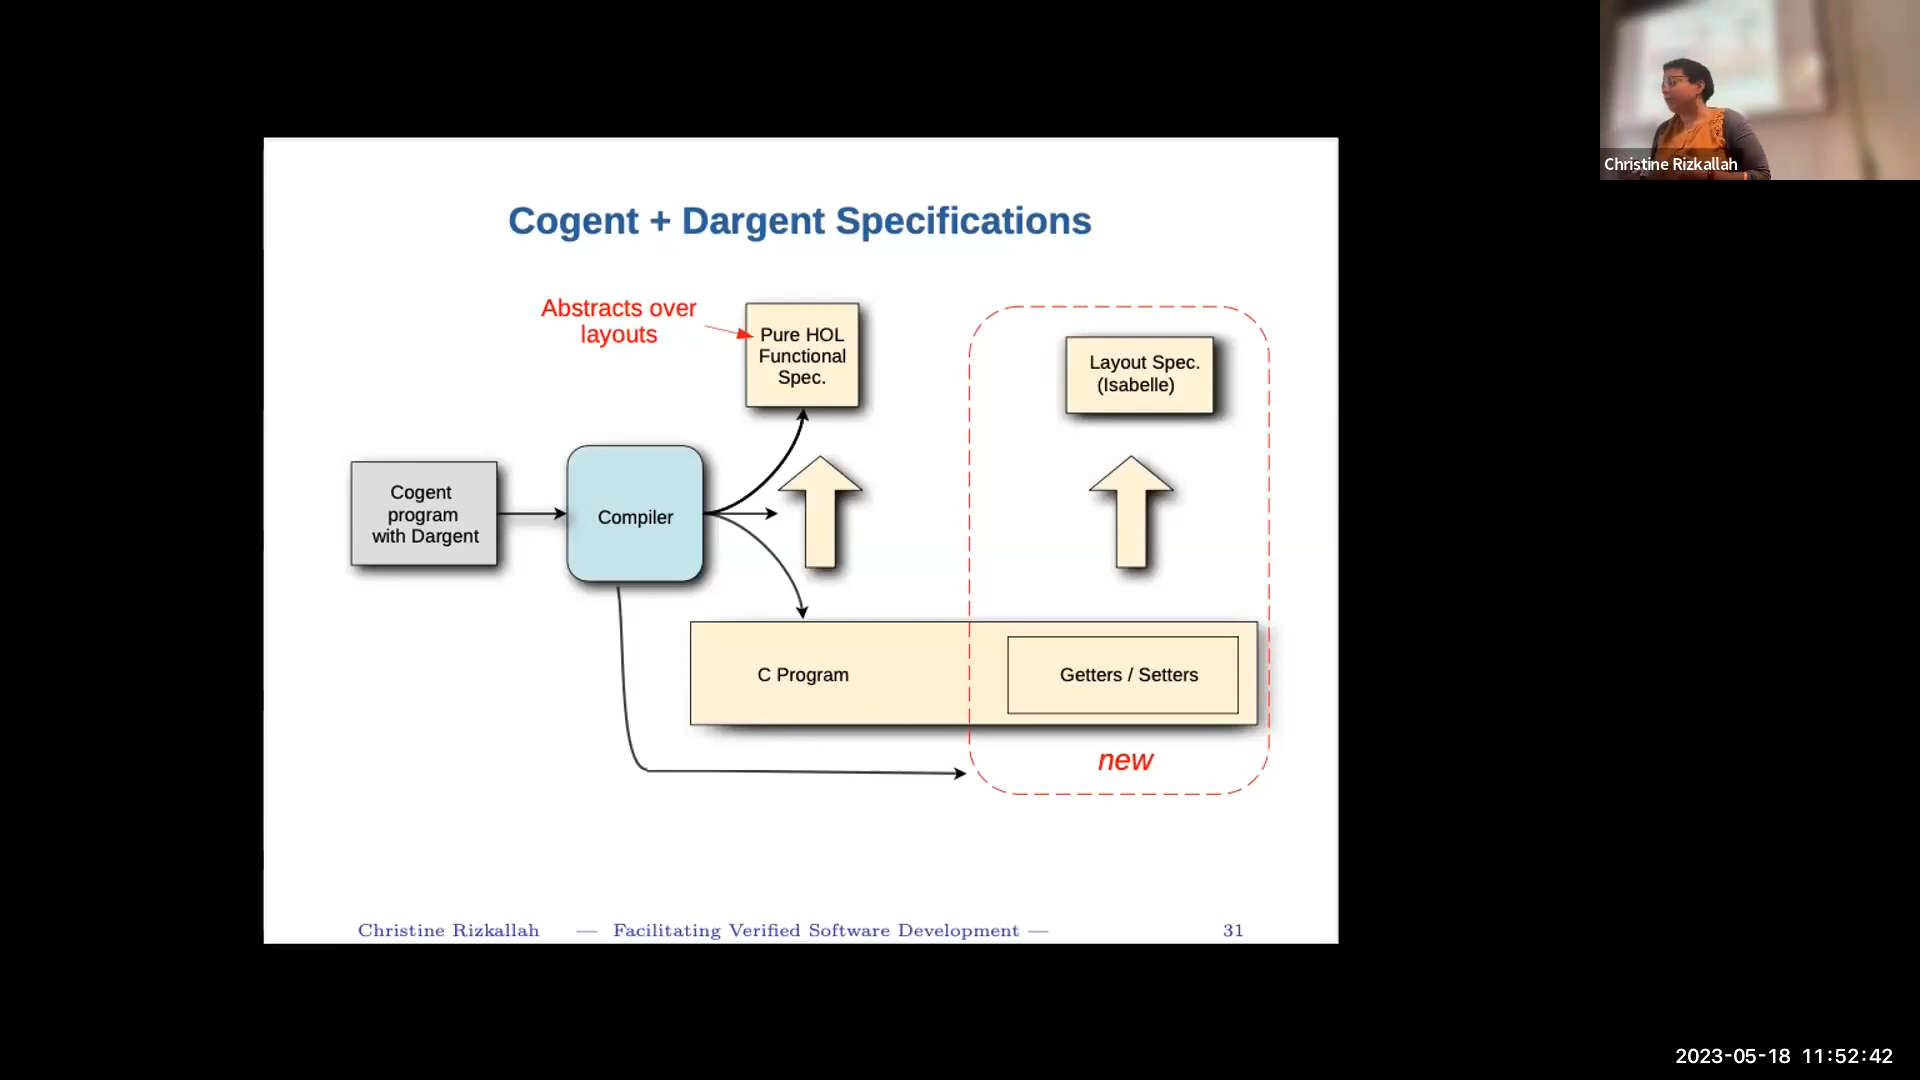 Christine Rizkallah
Cogent + Dargent Specifications
Abstracts over
layouts
Pure HOL
Functional
Spec.
Layout Spec.
(Isabelle)
Cogent
program
with Dargent
Compiler
C Program
Getters / Setters
new
Christine Rizkallah — Facilitating Verified Software Development — 31
2023-05-18 11:52:42